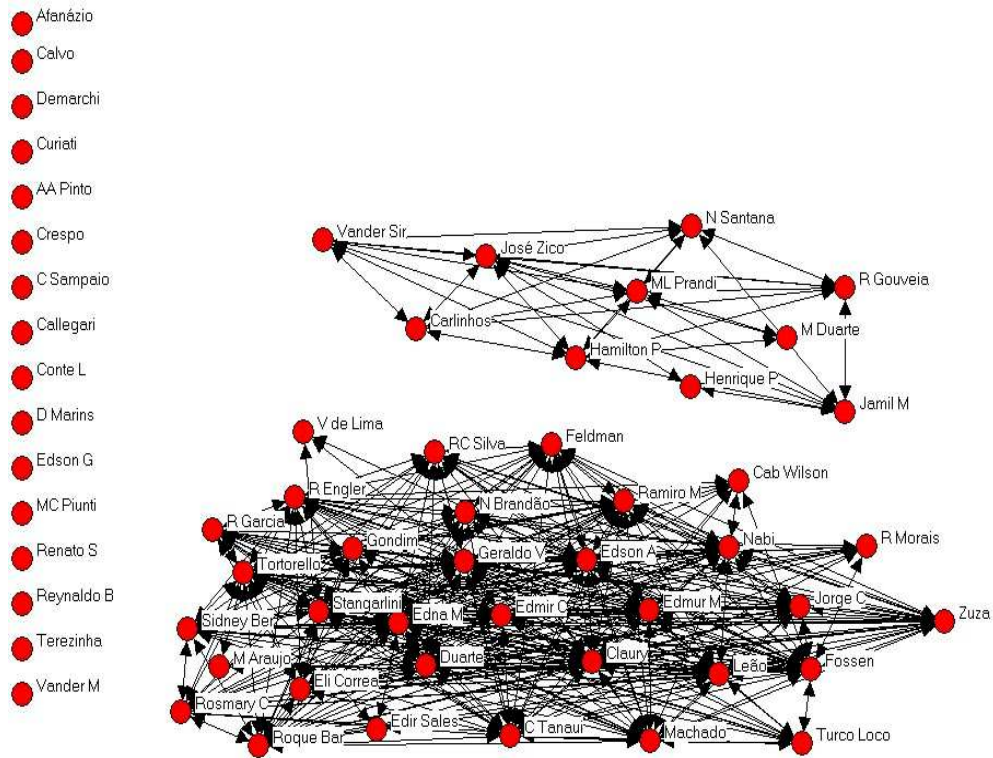 Afanázio
Calvo
Demarchi
Curiati
AA Pinto
Crespo
C Sampaio
Callegari
Conte L
D Marins
Edson G
MC Piunti
Renato S
Reynaldo B
Terezinha
Vander M
N Santana
Vander Sir
José Zico
ML Prandi
R Gouveia
Carlinhos
M Duarte
Hamilton P
Henrique P
Jamil M
V de Lima
RC Silva
Feldman
Cab Wilson
R Engler
N Brandão
Ramiro M
R Garcia
Gondim
Geraldo V
Edson A
Nabi
R Morais
Tortorello
Stangarlini
Edna M
Edmir C
Edmur M
Jorge C
Zuza
Sidney Ber
M Araujo
Duarte
Claury
Leão
Fossen
Eli Correa
Rosmary C
Edir Sales
Roque Bar
C Tanaui
Machado
Turco Loco